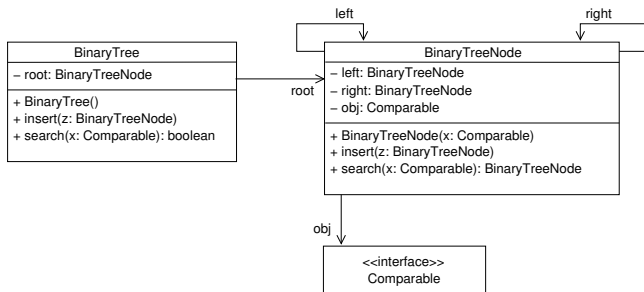 left
right
BinaryTree
– root: BinaryTreeNode
+ BinaryTree()
+ insert(z: BinaryTreeNode)
+ search(x: Comparable): boolean
root
BinaryTreeNode
– left: BinaryTreeNode
– right: BinaryTreeNode
– obj: Comparable
+ BinaryTreeNode(x: Comparable)
+ insert(z: BinaryTreeNode)
+ search(x: Comparable): BinaryTreeNode
obj
<<interface>>
Comparable